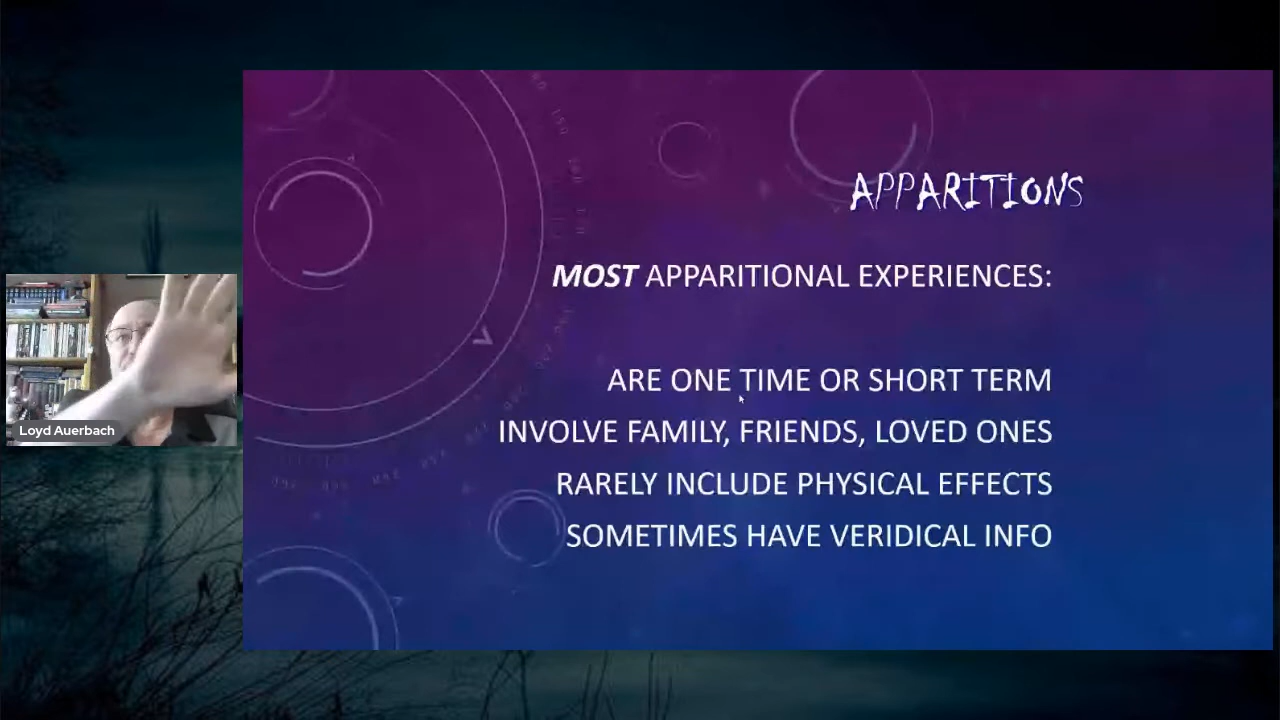 APPARITIONS
MOST APPARITIONAL EXPERIENCES:
ARE ONE TIME OR SHORT TERM
INVOLVE FAMILY, FRIENDS, LOVED ONES
RARELY INCLUDE PHYSICAL EFFECTS
SOMETIMES HAVE VERIDICAL INFO
Loyd Auerbach